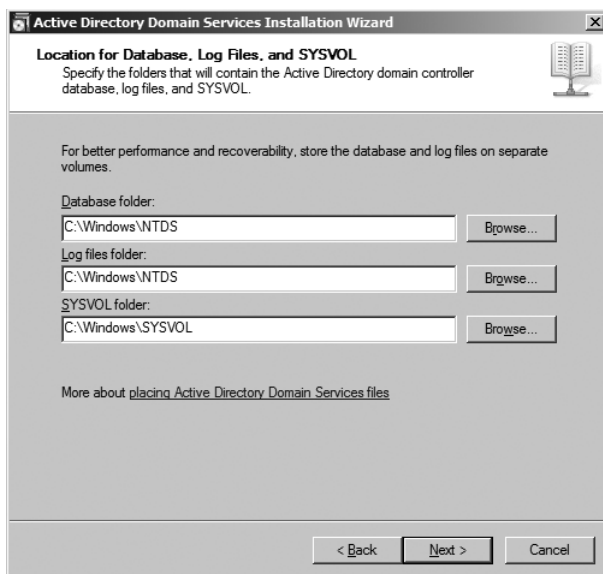 Active Directory Domain Services Installation Wizard
Location for Database, Log Files, and SYSVOL
Specify the folders that will contain the Active Directory domain controller
database, log files, and SYSVOL.
For better performance and recoverability, store the database and log files on separate
volumes.
Database folder:
C:\Windows\NTDS
Browse...
Log files folder:
C:\Windows\NTDS
Browse...
SYSVOL folder:
C:\Windows\SYSVOL
Browse...
More about placing Active Directory Domain Services files
< Back
Next >
Cancel